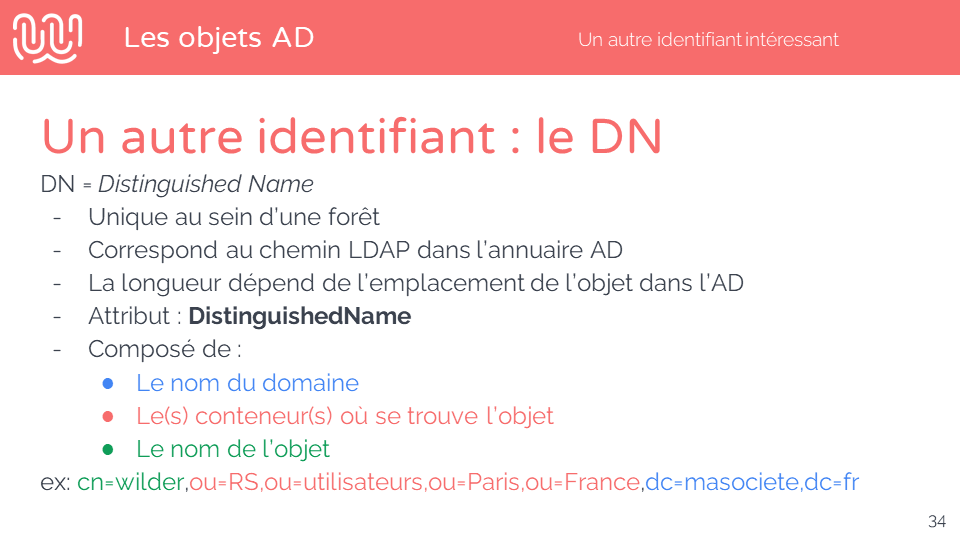 Les objets AD
Un autre identifiant intéressant
Un autre identifiant : le DN
DN = Distinguished Name
- Unique au sein d'une forêt
- Correspond au chemin LDAP dans l'annuaire AD
- La longueur dépend de l'emplacement de l'objet dans l'AD
- Attribut : DistinguishedName
- Composé de :
● Le nom du domaine
● Le(s) conteneur(s) où se trouve l'objet
● Le nom de l'objet
ex: cn=wilder,ou=RS,ou=utilisateurs,ou=Paris,ou=France,dc=masociete,dc=fr
34